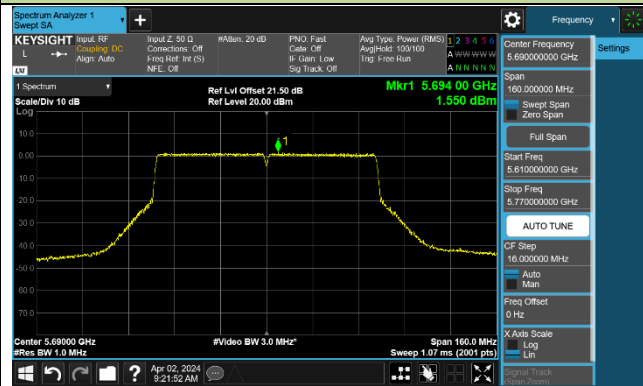 Spectrum Analyzer 1
Swept SA
Frequency
KEYSIGHT
L
LXI
Input: RF
Coupling: DC
Align: Auto
Input Z: 50 Ω
Corrections: Off
Freq Ref: Int (S)
NFE: Off
#Atten: 20 dB
PNO: Fast
Gate: Off
IF Gain: Low
Sig Track: Off
Avg Type: Power (RMS)
Avg|Hold: 100/100
Trig: Free Run
1 2 3 4 5 6
A W W W W W
A N N N N N
1 Spectrum
Scale/Div 10 dB
Log
Ref Lvl Offset 21.50 dB
Ref Level 20.00 dBm
Mkr1 5.694 00 GHz
1.550 dBm
1
10.0
0.00
-10.0
-20.0
-30.0
-40.0
-50.0
-60.0
-70.0
Center 5.69000 GHz
#Res BW 1.0 MHz
#Video BW 3.0 MHz*
Span 160.0 MHz
Sweep 1.07 ms (2001 pts)
Apr 02, 2024
9:21:52 AM
Center Frequency
5.690000000 GHz
Settings
Span
160.000000 MHz
Swept Span
Zero Span
Full Span
Start Freq
5.610000000 GHz
Stop Freq
5.770000000 GHz
AUTO TUNE
CF Step
16.000000 MHz
Auto
Man
Freq Offset
0 Hz
X Axis Scale
Log
Lin
Signal Track
(Span Zoom)